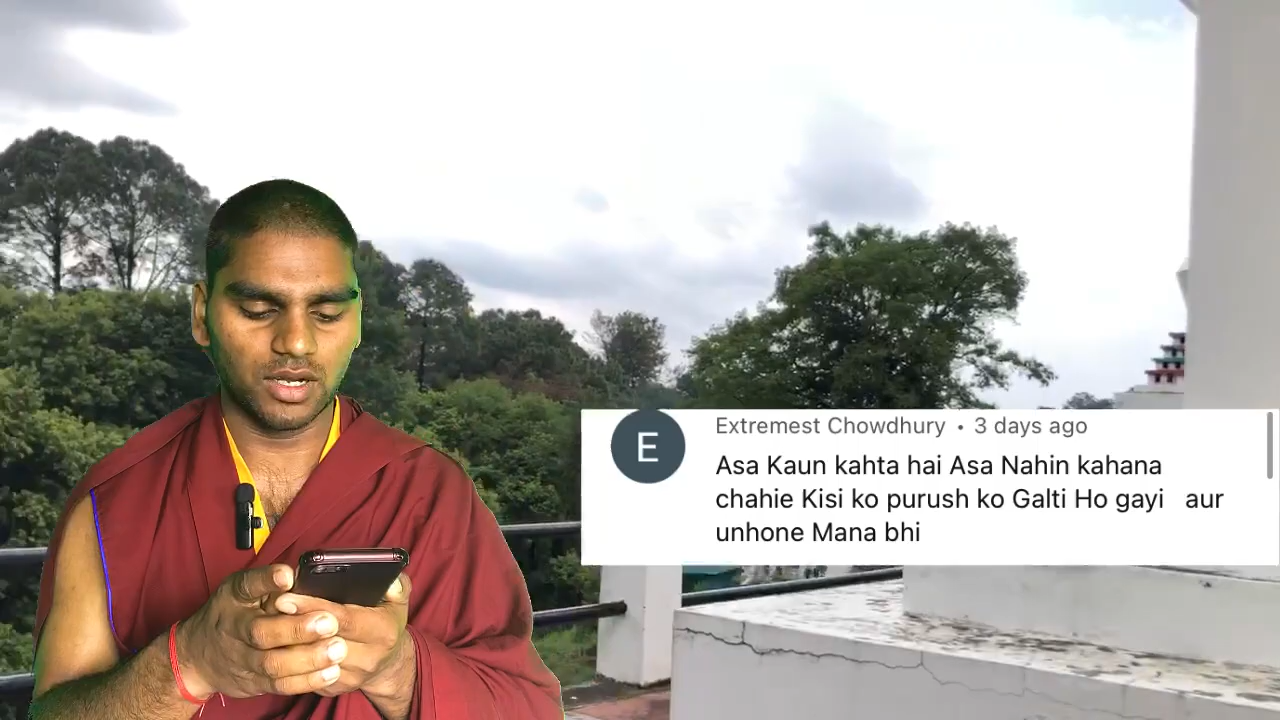 E
Extremest Chowdhury • 3 days ago
Asa Kaun kahta hai Asa Nahin kahana
chahie Kisi ko purush ko Galti Ho gayi aur
unhone Mana bhi